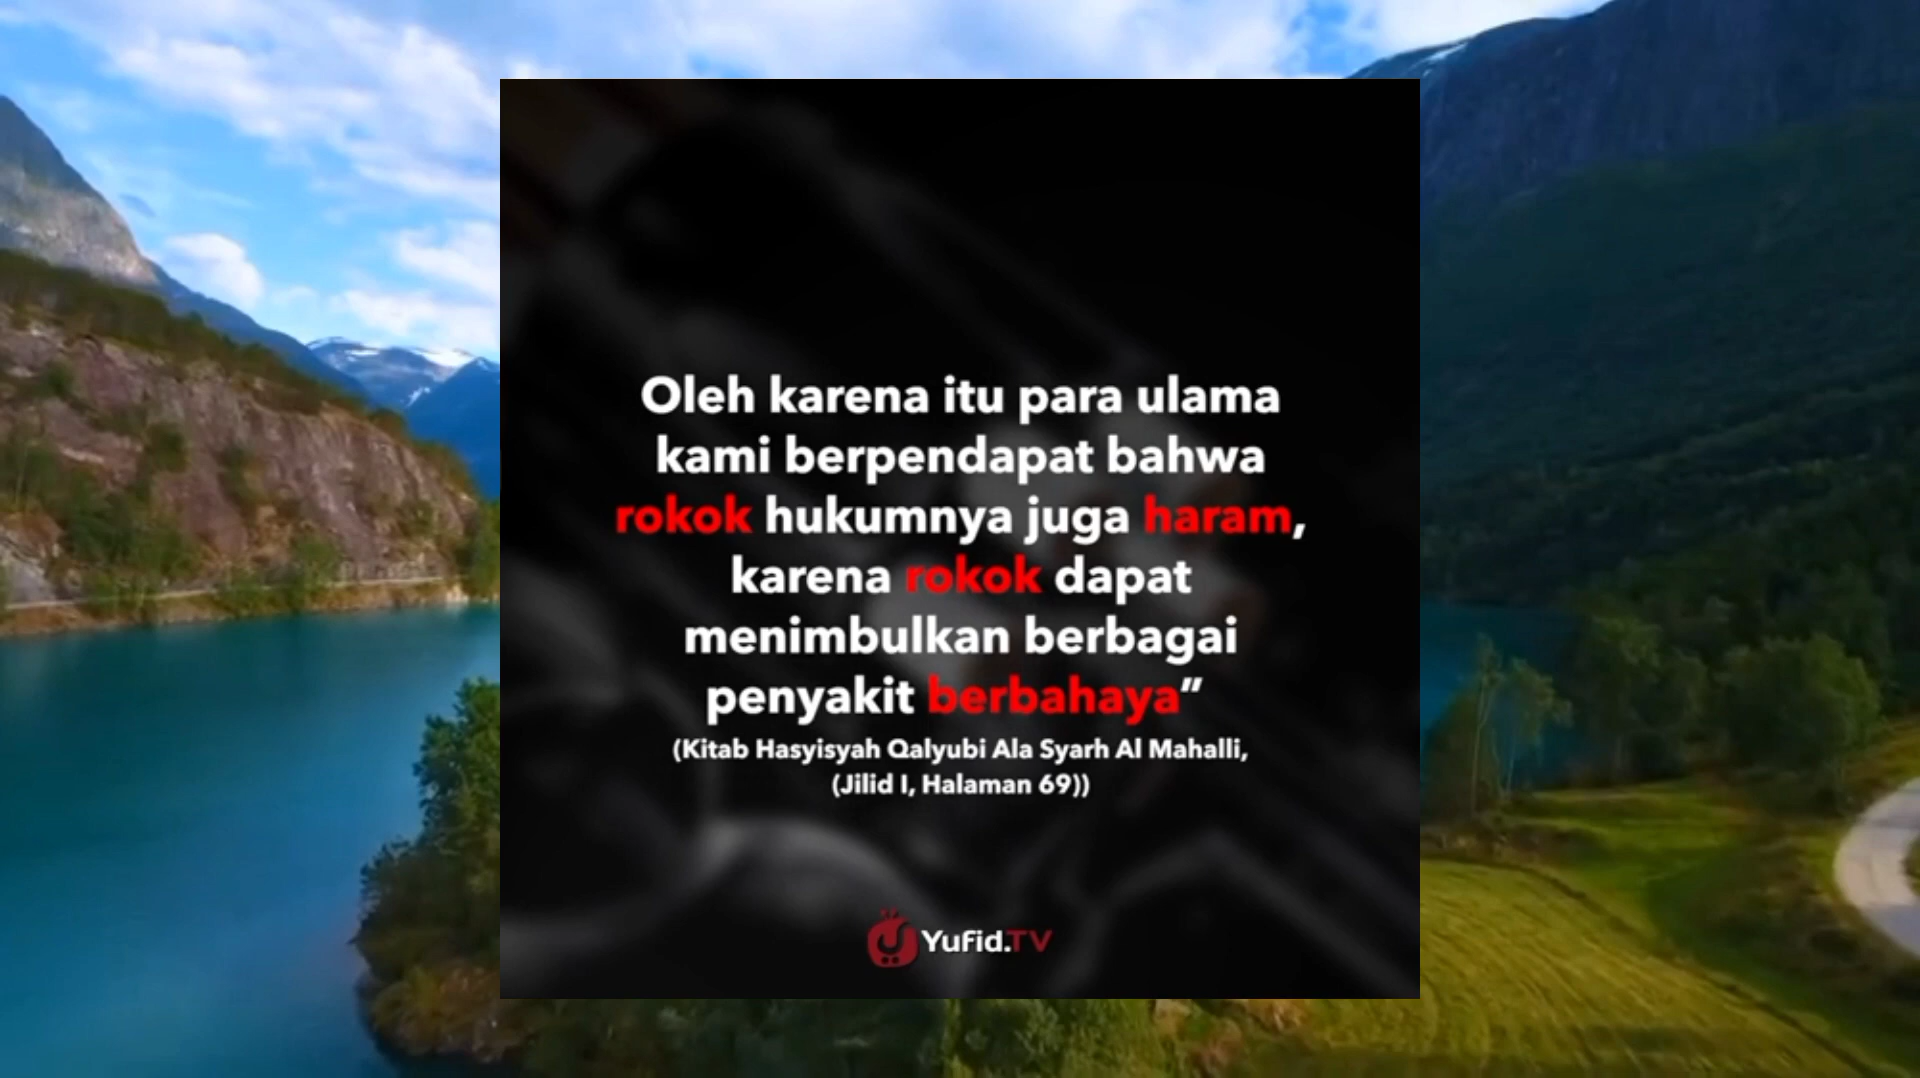 Oleh karena itu para ulama
kami berpendapat bahwa
rokok hukumnya juga haram,
karena rokok dapat
menimbulkan berbagai
penyakit berbahaya”
(Kitab Hasyisyah Qalyubi Ala Syarh Al Mahalli,
(Jilid I, Halaman 69))
Yufid.TV